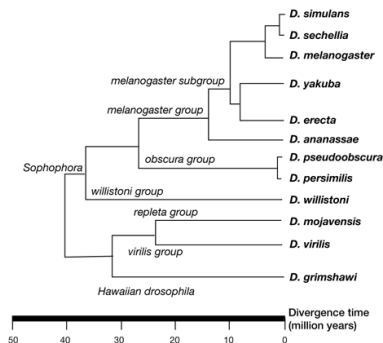 D. simulans
D. sechellia
D. melanogaster
melanogaster subgroup
D. yakuba
melanogaster group
D. erecta
D. ananassae
obscura group
D. pseudoobscura
Sophophora
D. persimilis
willistoni group
D. willistoni
repleta group
D. mojavensis
D. virilis
virilis group
D. grimshawi
Hawaiian drosophila
Divergence time
(million years)
50 40 30 20 10 0